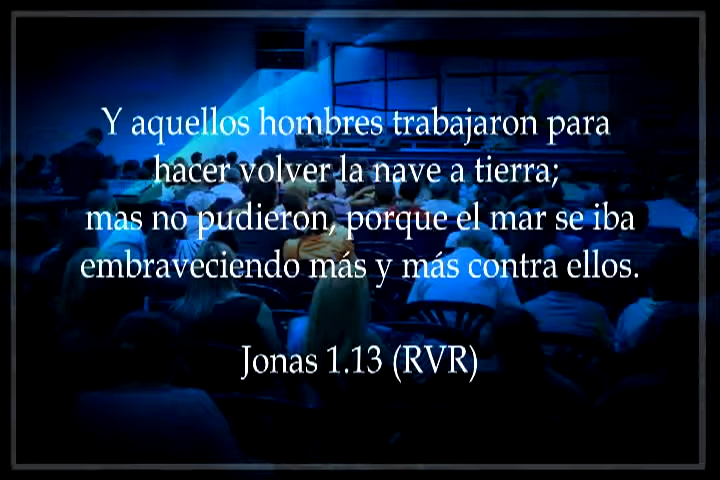 Y aquellos hombres trabajaron para
hacer volver la nave a tierra;
mas no pudieron, porque el mar se iba
embraveciendo más y más contra ellos.
Jonas 1.13 (RVR)